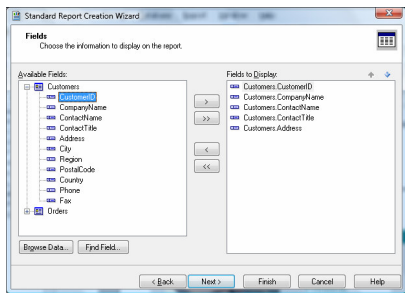 Standard Report Creation Wizard
Fields
Choose the information to display on the report.
Available Fields:
Customers
CustomerID
CompanyName
ContactName
ContactTitle
Address
City
Region
PostalCode
Country
Phone
Fax
Orders
>
>>
<
<<
Fields to Display:
Customers.CustomerID
Customers.CompanyName
Customers.ContactName
Customers.ContactTitle
Customers.Address
Browse Data...
Find Field...
< Back
Next >
Finish
Cancel
Help